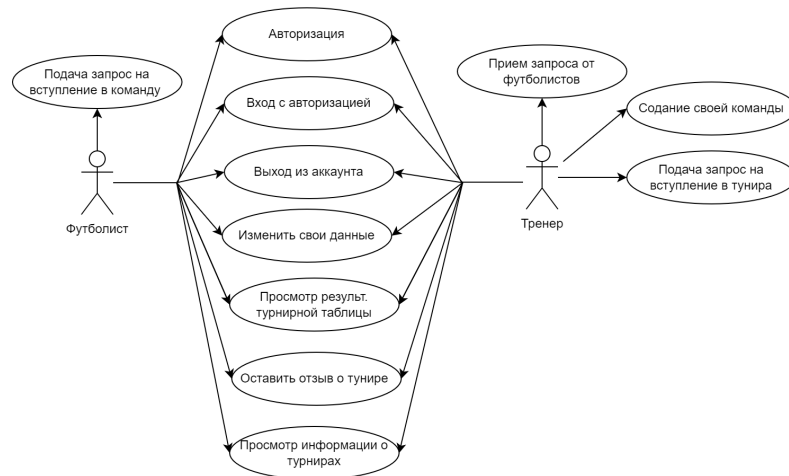 Авторизация
Подача запрос на
вступление в команду
Прием запроса от
футболистов
Вход с авторизацией
Содание своей команды
Выход из аккаунта
Подача запрос на
вступление в тунира
Футболист
Тренер
Изменить свои данные
Просмотр результ.
турнирной таблицы
Оставить отзыв о тунире
Просмотр информации о
турнирах